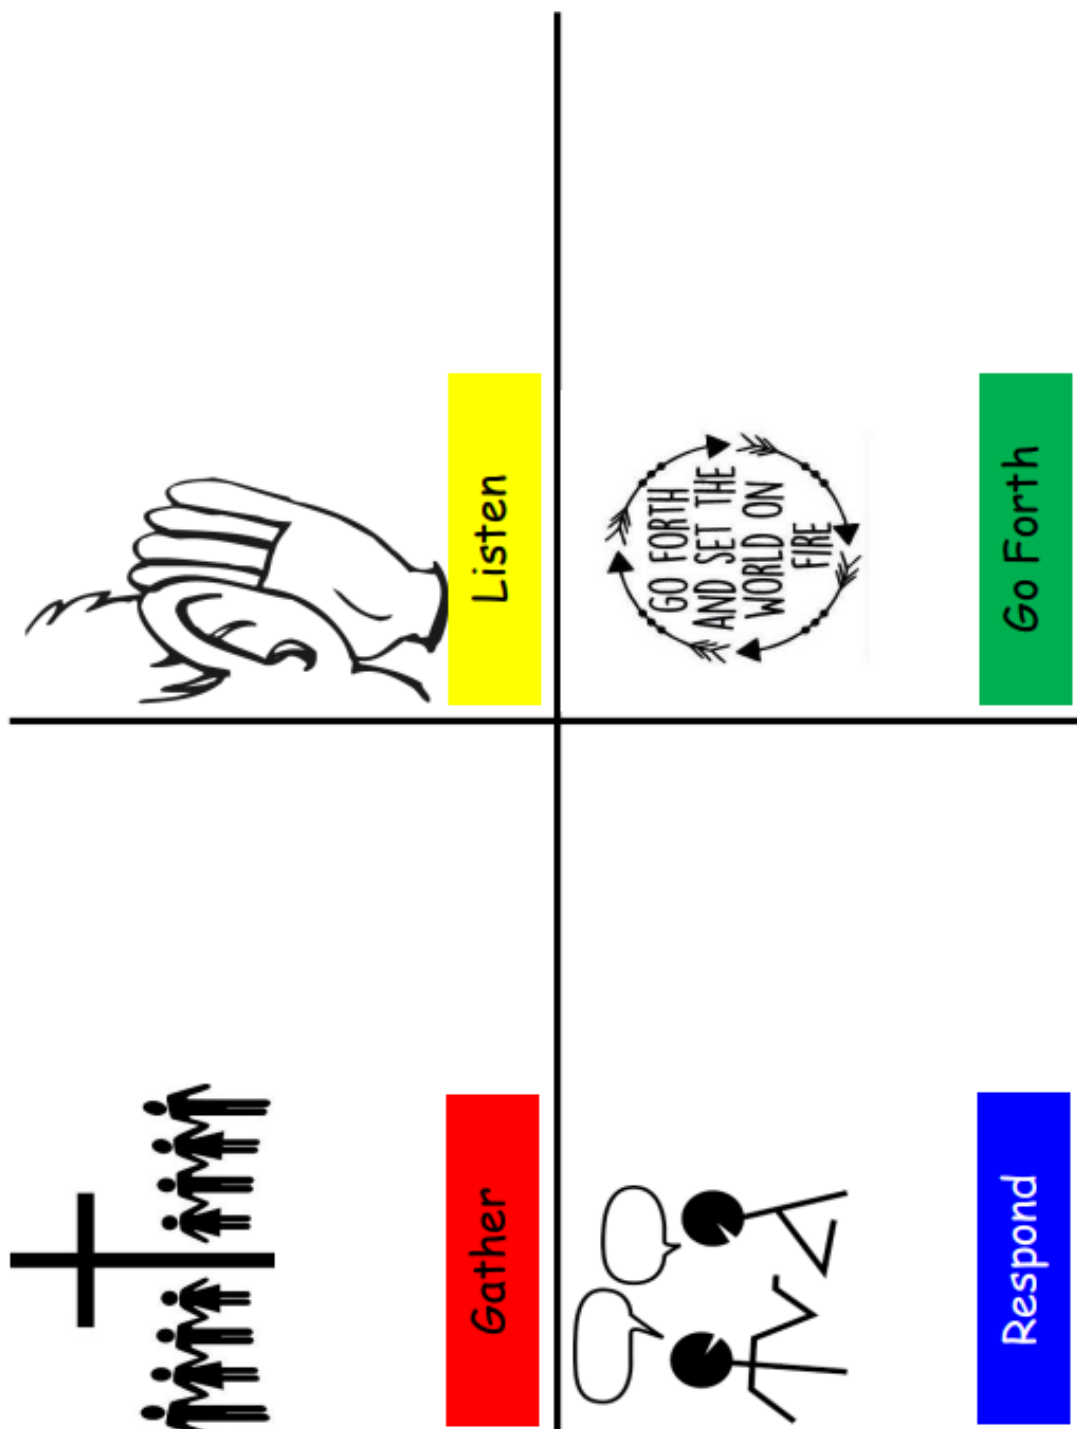 Gather
Listen
Respond
GO FORTH
AND SET THE
WORLD ON
FIRE
Go Forth